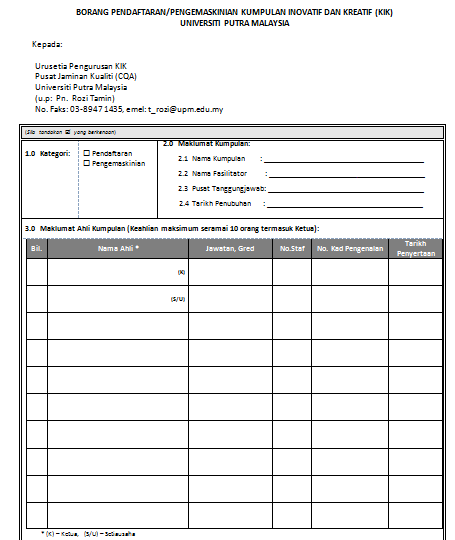 BORANG PENDAFTARAN/PENGEMASKINIAN KUMPULAN INOVATIF DAN KREATIF (KIK)
UNIVERSITI PUTRA MALAYSIA
Kepada:
Urusetia Pengurusan KIK
Pusat Jaminan Kualiti (CQA)
Universiti Putra Malaysia
(u.p: Pn. Rozi Tamin)
No. Faks: 03-8947 1435, emel: t_rozi@upm.edu.my
(Sila tandakan ☑ yang berkenaan)
1.0 Kategori:
☐ Pendaftaran
☐ Pengemaskinian
2.0 Maklumat Kumpulan:
2.1 Nama Kumpulan :
2.2 Nama Fasilitator :
2.3 Pusat Tanggungjawab:
2.4 Tarikh Penubuhan :
3.0 Maklumat Ahli Kumpulan (Keahlian maksimum seramai 10 orang termasuk Ketua):
Bil. Nama Ahli * Jawatan, Gred No.Staf No. Kad Pengenalan Tarikh Penyertaan
(K)
(S/U)
* (K) – Ketua, (S/U) – Setiausaha